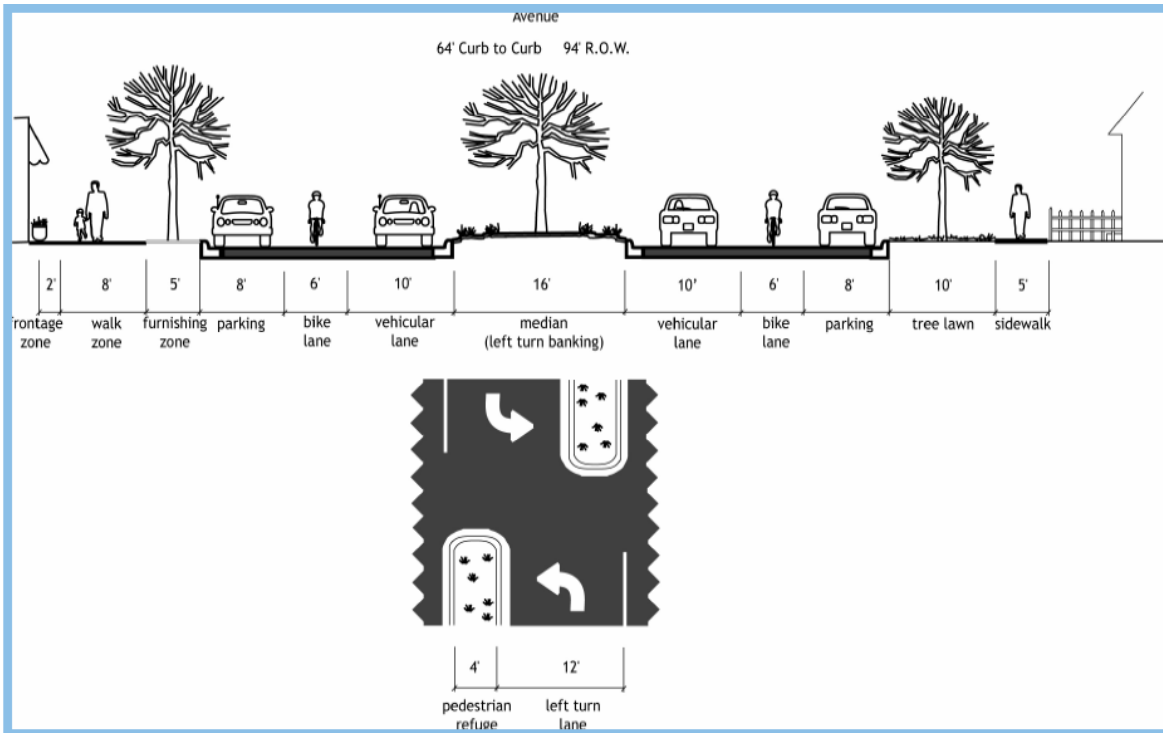 Avenue
64' Curb to Curb 94' R.O.W.
2' 8' 5' 8' 6' 10' 16' 10' 6' 8' 10' 5'
frontage zone
walk zone
furnishing zone
parking
bike lane
vehicular lane
median (left turn banking)
vehicular lane
bike lane
parking
tree lawn
sidewalk
4' 12'
pedestrian refuge
left turn lane